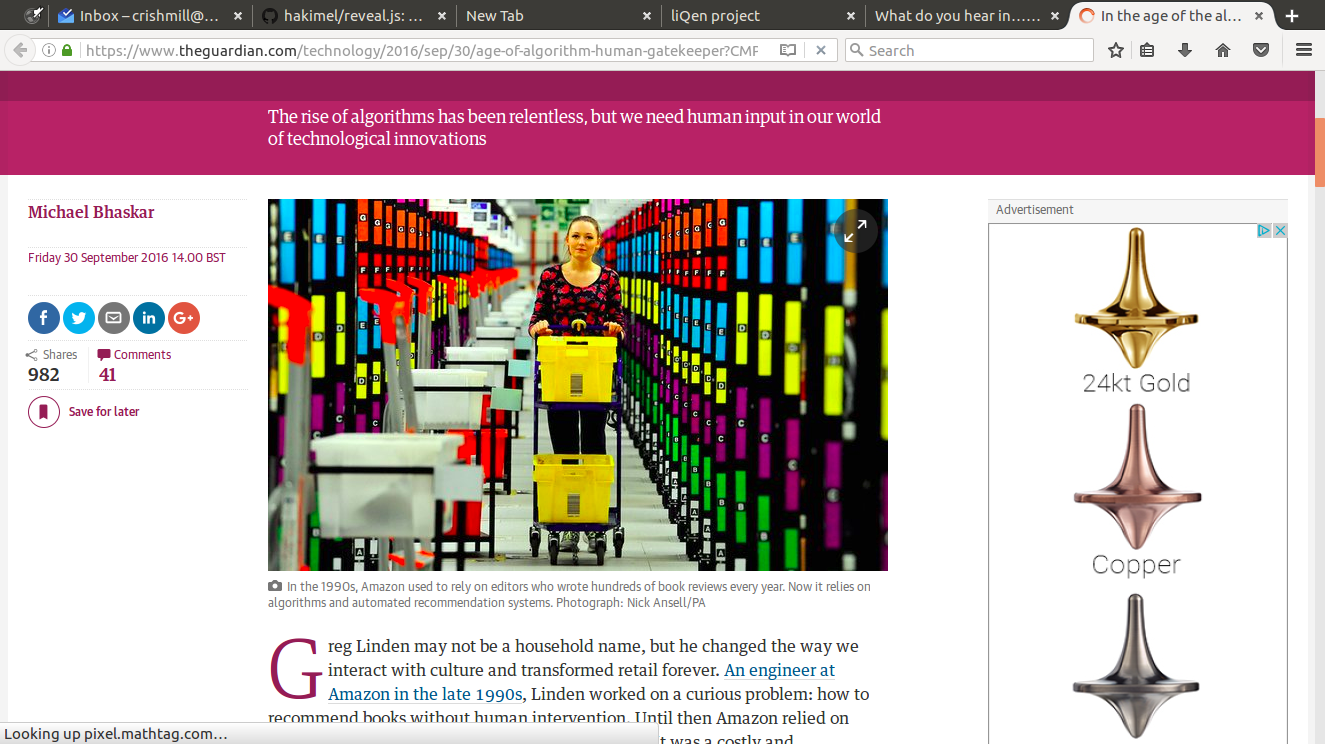 Inbox – crishmill@...
hakimel/reveal.js: ...
New Tab
liQen project
What do you hear in......
In the age of the al...
https://www.theguardian.com/technology/2016/sep/30/age-of-algorithm-human-gatekeeper?CMP
Search
The rise of algorithms has been relentless, but we need human input in our world
of technological innovations
Michael Bhaskar
Friday 30 September 2016 14.00 BST
Shares
982
Comments
41
Save for later
In the 1990s, Amazon used to rely on editors who wrote hundreds of book reviews every year. Now it relies on
algorithms and automated recommendation systems. Photograph: Nick Ansell/PA
Greg Linden may not be a household name, but he changed the way we
interact with culture and transformed retail forever. An engineer at
Amazon in the late 1990s, Linden worked on a curious problem: how to
recommend books without human intervention. Until then Amazon relied on
t was a costly and
Advertisement
24kt Gold
Copper
Looking up pixel.mathtag.com...